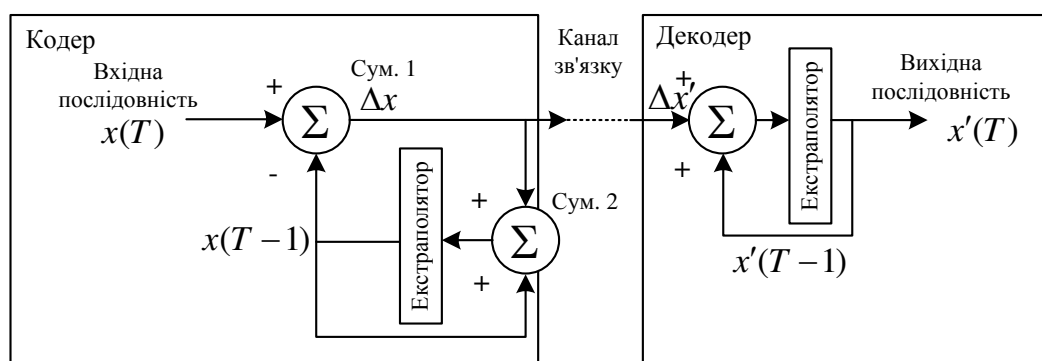 Кодер
Вхідна
послідовність
x(T)
+
-
Σ
Сум. 1
Δx
x(T − 1)
Екстраполятор
+
+
Σ
Сум. 2
Канал
зв'язку
Декодер
Δx′
+
+
Σ
Екстраполятор
x′(T − 1)
Вихідна
послідовність
x′(T)